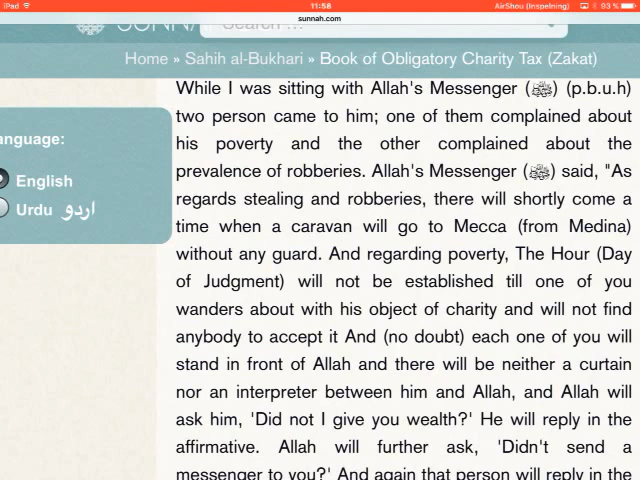 iPad 11:58 AirShou (Inspelning) 93 %
sunnah.com
SUNNA Search ...
Home » Sahih al-Bukhari » Book of Obligatory Charity Tax (Zakat)
While I was sitting with Allah's Messenger (ﷺ) (p.b.u.h)
two person came to him; one of them complained about
his poverty and the other complained about the
prevalence of robberies. Allah's Messenger (ﷺ) said, "As
regards stealing and robberies, there will shortly come a
time when a caravan will go to Mecca (from Medina)
without any guard. And regarding poverty, The Hour (Day
of Judgment) will not be established till one of you
wanders about with his object of charity and will not find
anybody to accept it And (no doubt) each one of you will
stand in front of Allah and there will be neither a curtain
nor an interpreter between him and Allah, and Allah will
ask him, 'Did not I give you wealth?' He will reply in the
affirmative. Allah will further ask, 'Didn't send a
messenger to you?' And again that person will reply in the
anguage:
English
Urdu اردو